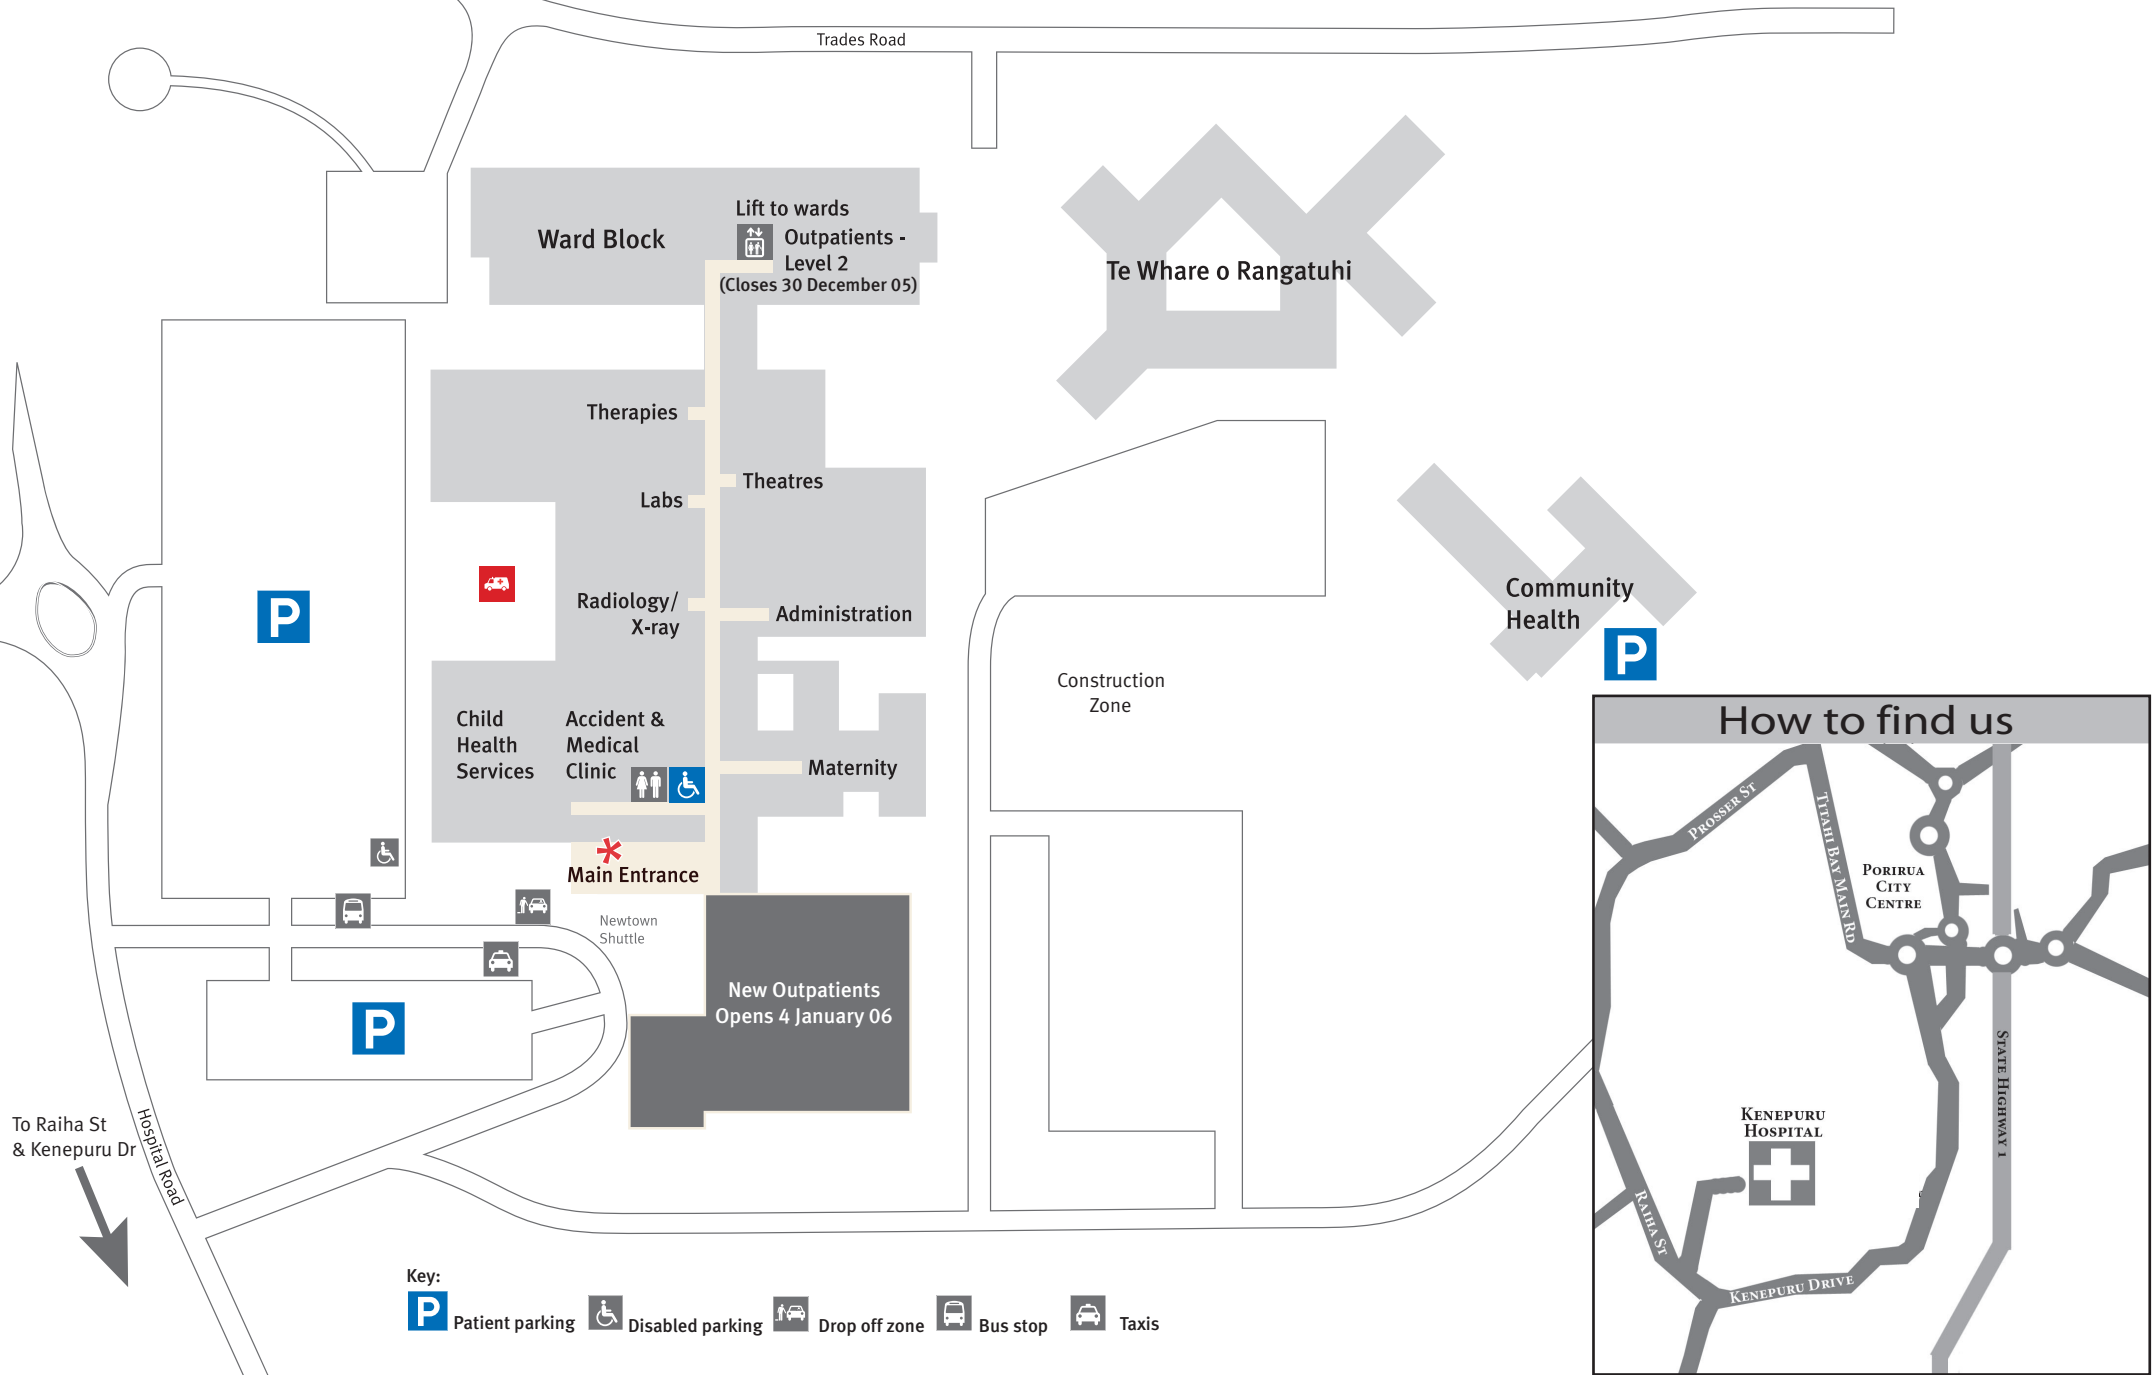 Trades Road
Lift to wards
Ward Block
Outpatients -
Level 2
(Closes 30 December 05)
Te Whare o Rangatuhi
Therapies
Theatres
Labs
Radiology/
X-ray
Administration
Community
Health
P
P
Construction
Zone
Child
Health
Services
Accident &
Medical
Clinic
Maternity
Main Entrance
Newtown
Shuttle
New Outpatients
Opens 4 January 06
P
To Raiha St
& Kenepuru Dr
Hospital Road
Key:
P
Patient parking
Disabled parking
Drop off zone
Bus stop
Taxis
How to find us
Prosser St
Titahi Bay Main Rd
Porirua
City
Centre
State Highway 1
Kenepuru
Hospital
Raiha St
Kenepuru Drive